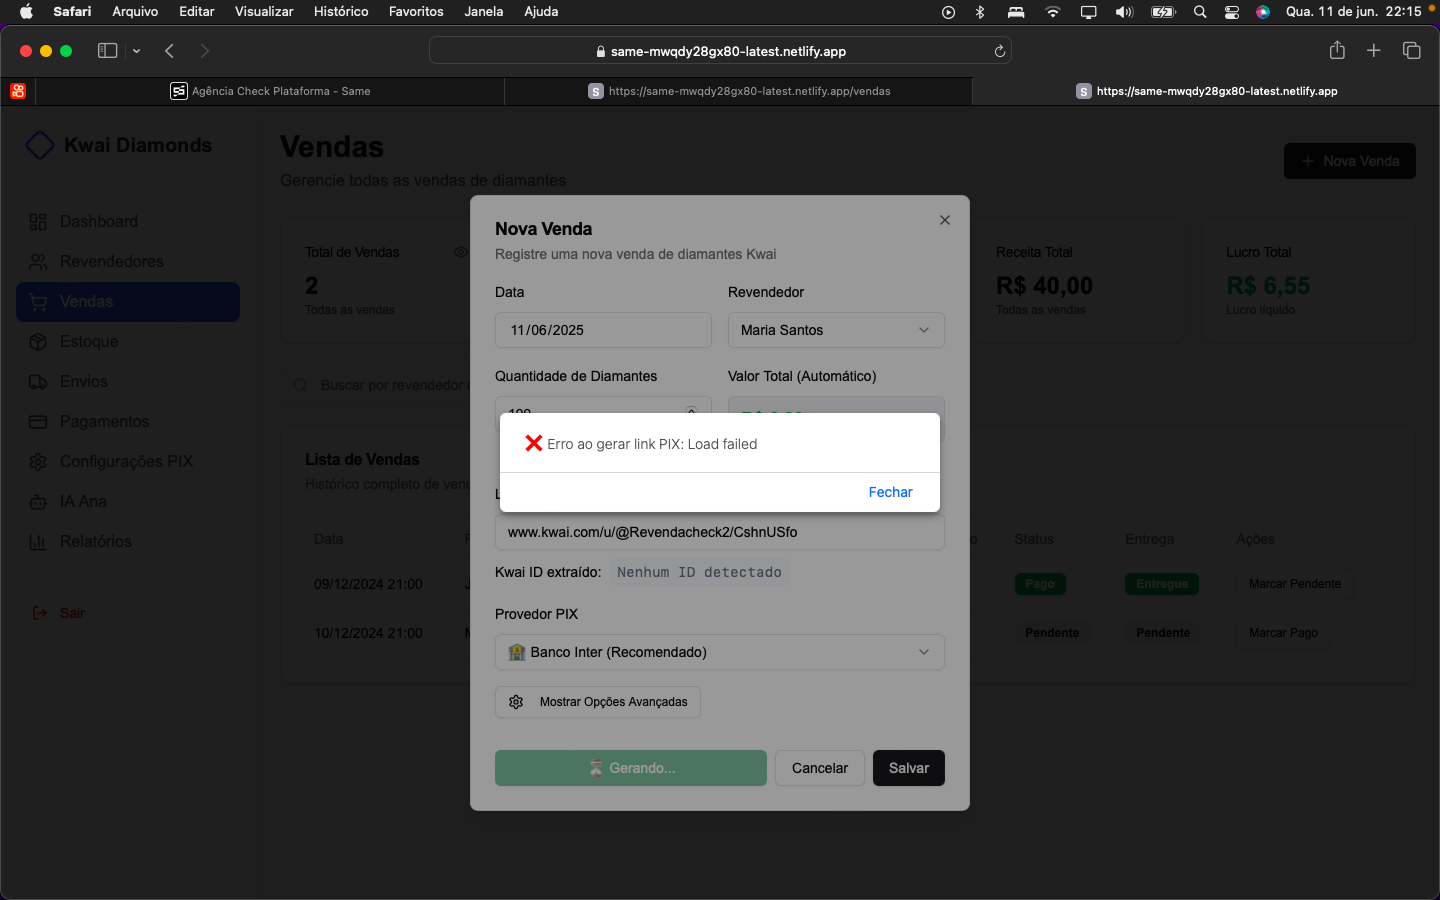 Safari Arquivo Editar Visualizar Histórico Favoritos Janela Ajuda Qua. 11 de jun. 22:15
same-mwqdy28gx80-latest.netlify.app
Agência Check Plataforma - Same
S https://same-mwqdy28gx80-latest.netlify.app/vendas
S https://same-mwqdy28gx80-latest.netlify.app
Kwai Diamonds
Dashboard
Revendedores
Vendas
Estoque
Envios
Pagamentos
Configurações PIX
IA Ana
Relatórios
Sair
Vendas
Gerencie todas as vendas de diamantes
+ Nova Venda
Total de Vendas
2
Todas as vendas
Receita Total
R$ 40,00
Todas as vendas
Lucro Total
R$ 6,55
Lucro líquido
Buscar por revendedor
Lista de Vendas
Histórico completo de
Data
Status
Entrega
Ações
09/12/2024 21:00
Pago
Entregue
Marcar Pendente
10/12/2024 21:00
Pendente
Pendente
Marcar Pago
Nova Venda
Registre uma nova venda de diamantes Kwai
Data
Revendedor
11/06/2025
Maria Santos
Quantidade de Diamantes
Valor Total (Automático)
❌ Erro ao gerar link PIX: Load failed
Fechar
www.kwai.com/u/@Revendacheck2/CshnUSfo
Kwai ID extraído: Nenhum ID detectado
Provedor PIX
🏦 Banco Inter (Recomendado)
Mostrar Opções Avançadas
⏳ Gerando...
Cancelar
Salvar